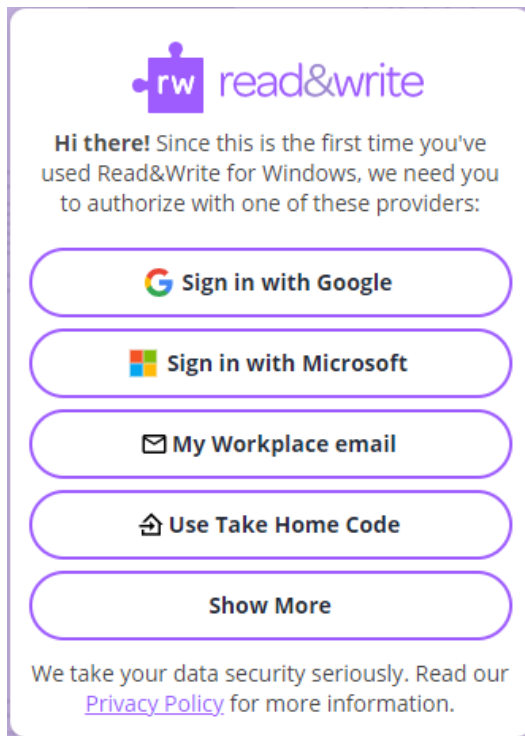 rw read&write
Hi there! Since this is the first time you've
used Read&Write for Windows, we need you
to authorize with one of these providers:
Sign in with Google
Sign in with Microsoft
My Workplace email
Use Take Home Code
Show More
We take your data security seriously. Read our
Privacy Policy for more information.